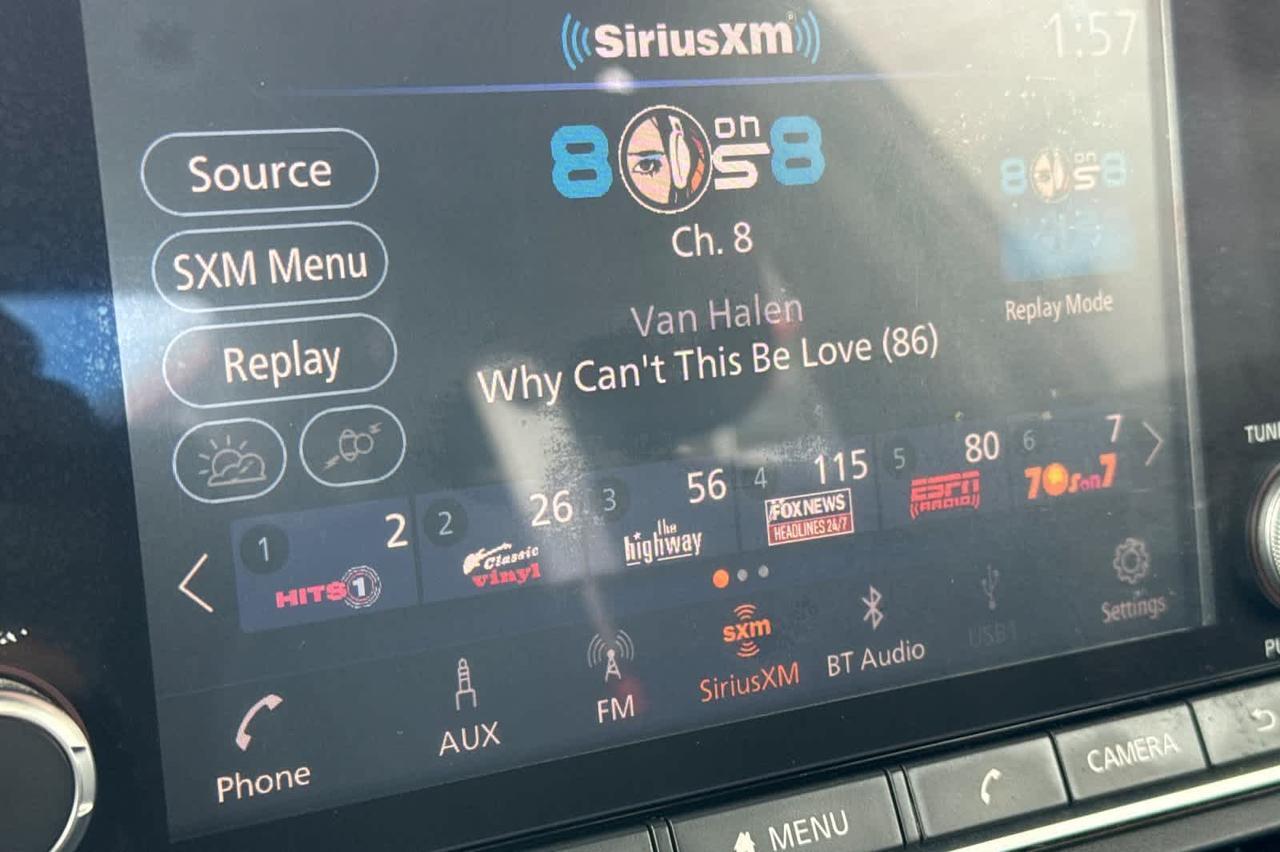 SiriusXM
1:57
Source
SXM Menu
Replay
80s on 8
Ch. 8
Van Halen
Why Can't This Be Love (86)
80s on 8
Replay Mode
1 2
HITS 1
2 26
Classic
vinyl
3 56
the
highway
4 115
FOX NEWS
HEADLINES 24/7
5 80
ESPN
RADIO
6 7
70s on 7
Phone
AUX
FM
sxm
SiriusXM
BT Audio
USB1
Settings
MENU
CAMERA